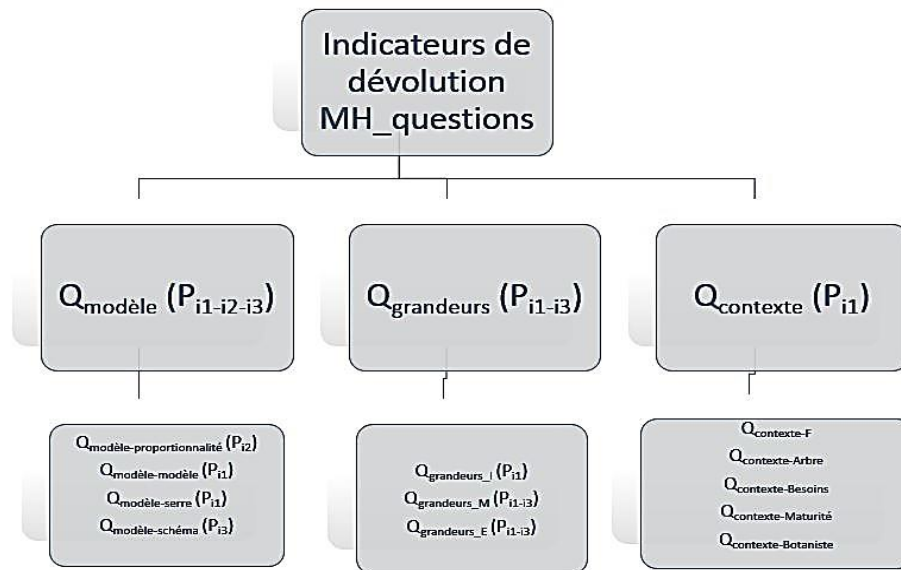 Indicateurs de
dévolution
MH_questions
Qmodèle (Pi1-i2-i3)
Qgrandeurs (Pi1-i3)
Qcontexte (Pi1)
Qmodèle-proportionnalité (Pi2)
Qmodèle-modèle (Pi1)
Qmodèle-serre (Pi1)
Qmodèle-schéma (Pi3)
Qgrandeurs_I (Pi1)
Qgrandeurs_M (Pi1-i3)
Qgrandeurs_E (Pi1-i3)
Qcontexte-F
Qcontexte-Arbre
Qcontexte-Besoins
Qcontexte-Maturité
Qcontexte-Botaniste